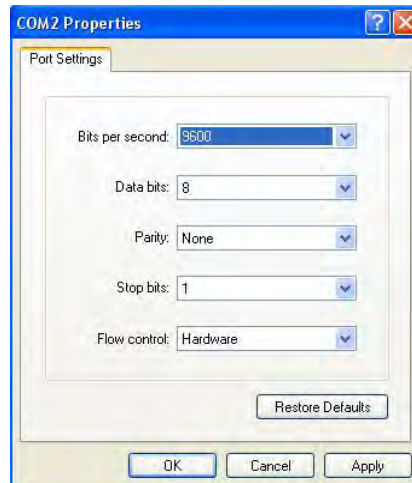 COM2 Properties
Port Settings
Bits per second: 9600
Data bits: 8
Parity: None
Stop bits: 1
Flow control: Hardware
Restore Defaults
OK Cancel Apply